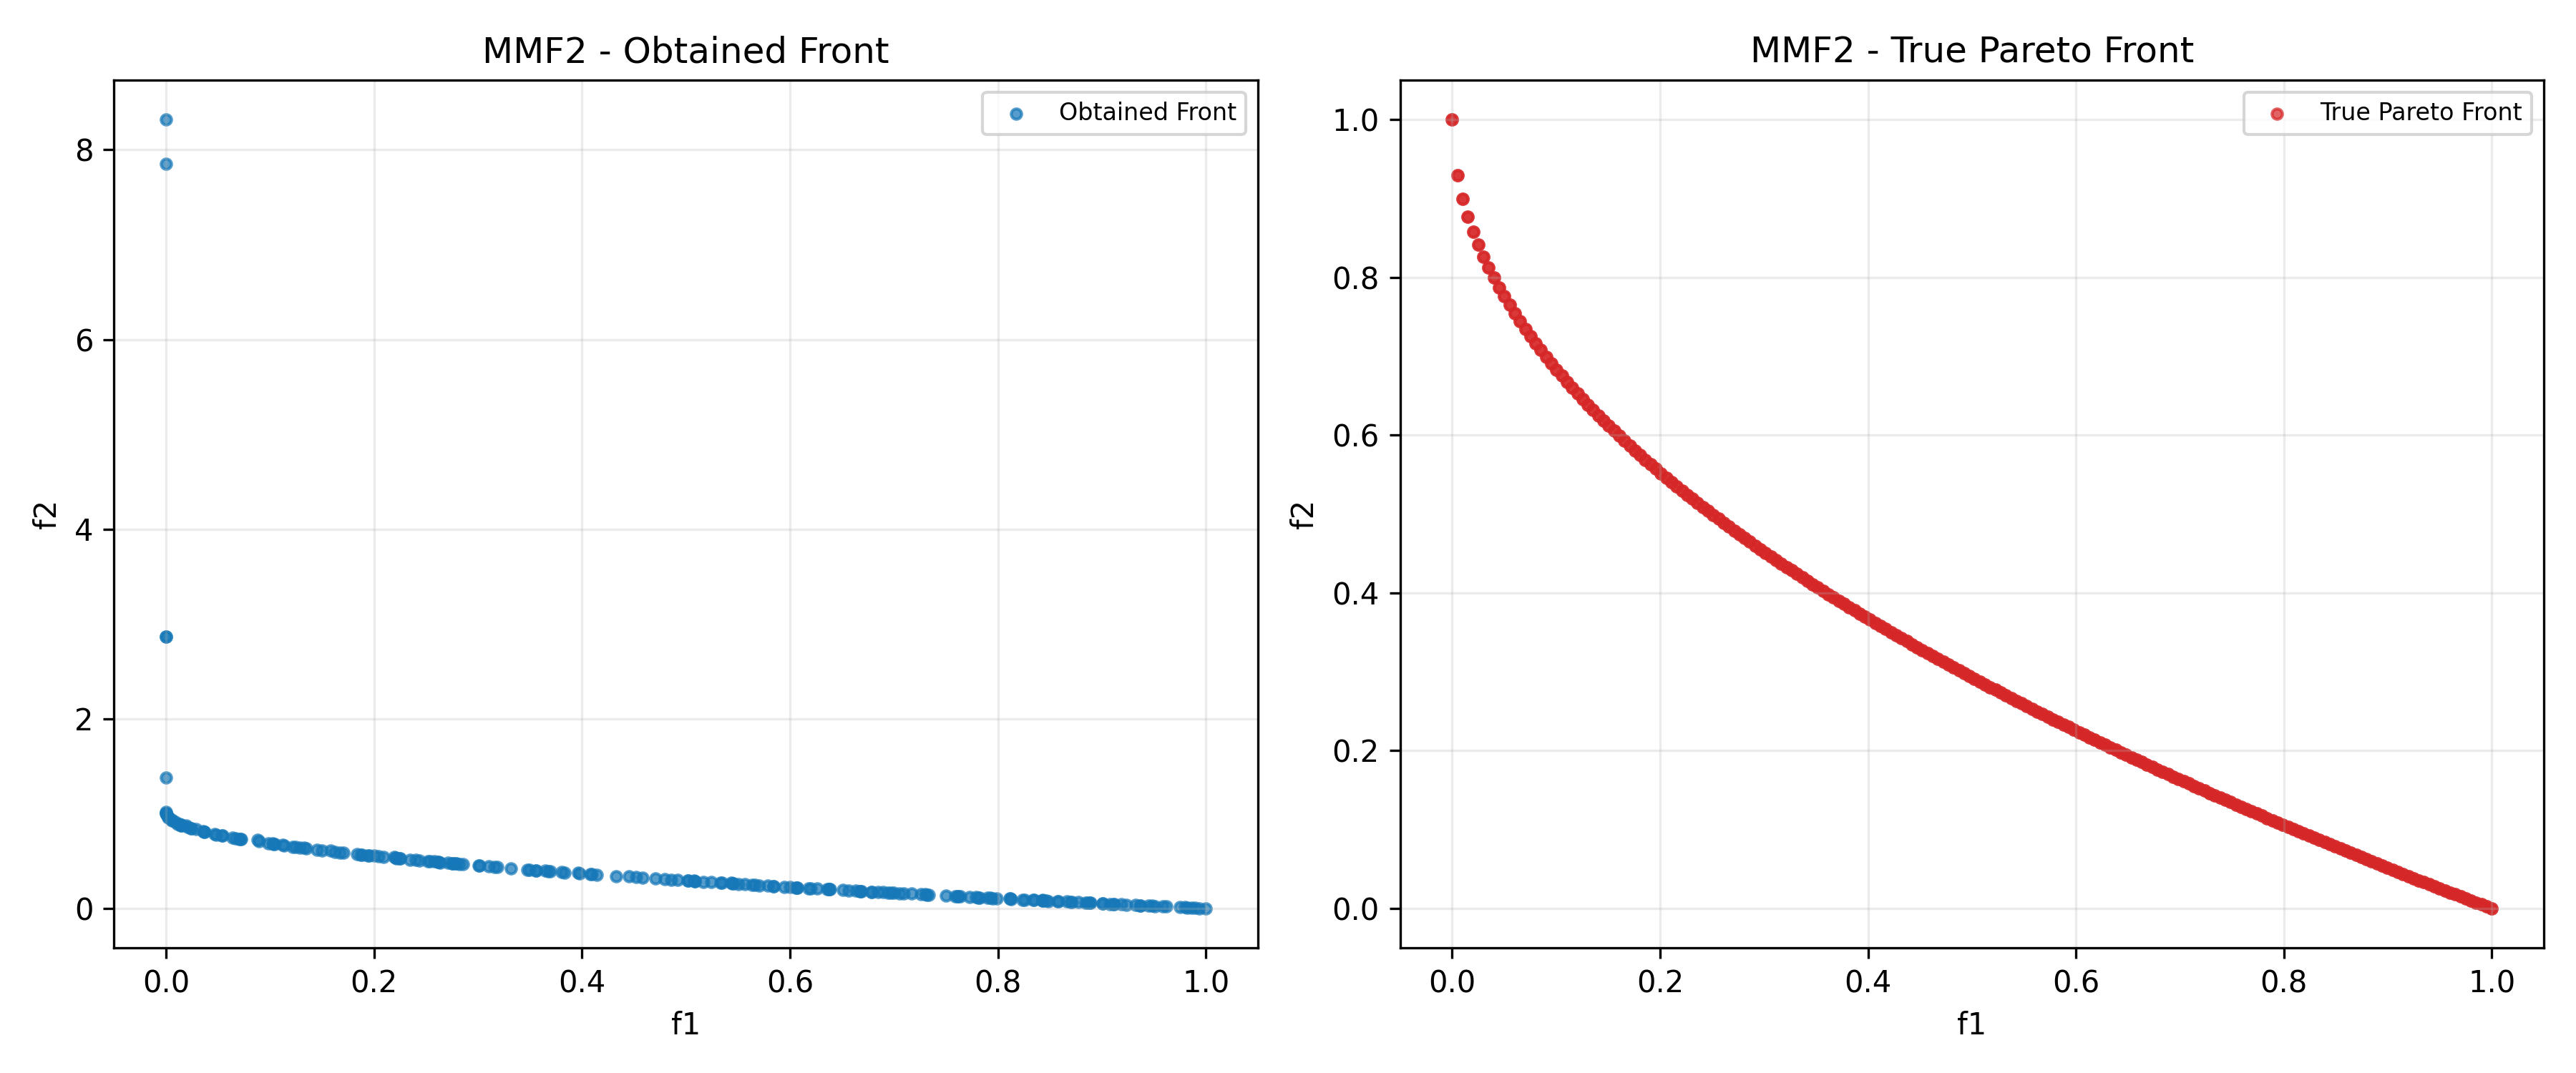 MMF2 - Obtained Front
Obtained Front
8
6
4
2
0
f2
0.0 0.2 0.4 0.6 0.8 1.0
f1
MMF2 - True Pareto Front
True Pareto Front
1.0
0.8
0.6
0.4
0.2
0.0
f2
0.0 0.2 0.4 0.6 0.8 1.0
f1